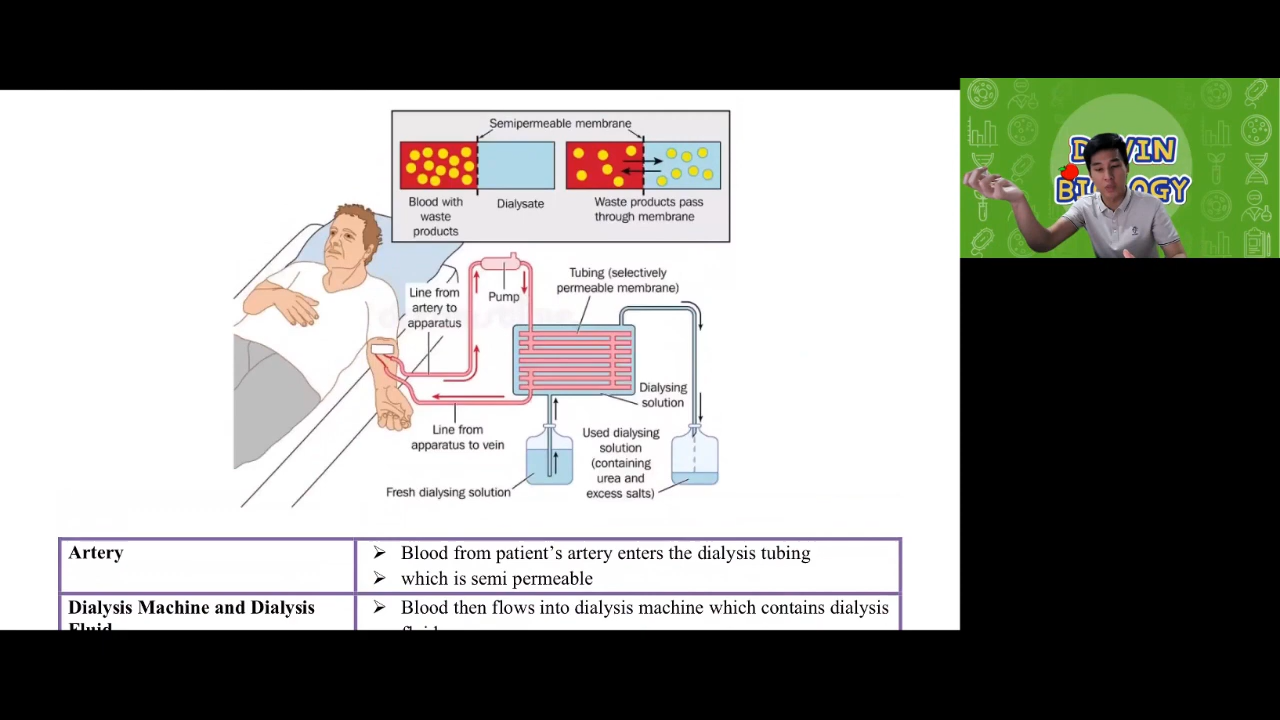 Semipermeable membrane
Blood with
waste
products
Dialysate
Waste products pass
through membrane
Line from
artery to
apparatus
Pump
Tubing (selectively
permeable membrane)
Dialysing
solution
Line from
apparatus to vein
Used dialysing
solution
(containing
urea and
excess salts)
Fresh dialysing solution
Artery
➢ Blood from patient’s artery enters the dialysis tubing
➢ which is semi permeable
Dialysis Machine and Dialysis
Fluid
➢ Blood then flows into dialysis machine which contains dialysis
BIOLOGY